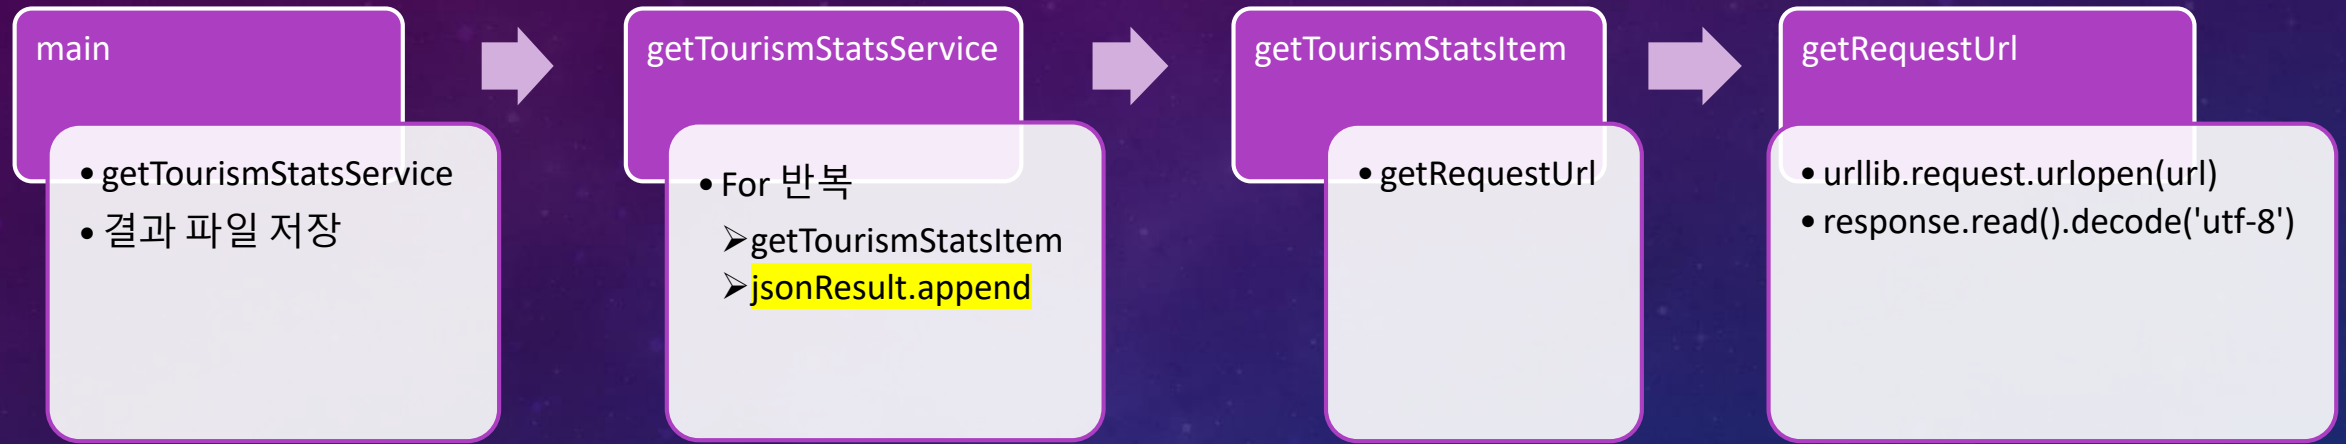 main
• getTourismStatsService
• 결과 파일 저장
getTourismStatsService
• For 반복
➢getTourismStatsItem
➢jsonResult.append
getTourismStatsItem
• getRequestUrl
getRequestUrl
• urllib.request.urlopen(url)
• response.read().decode('utf-8')